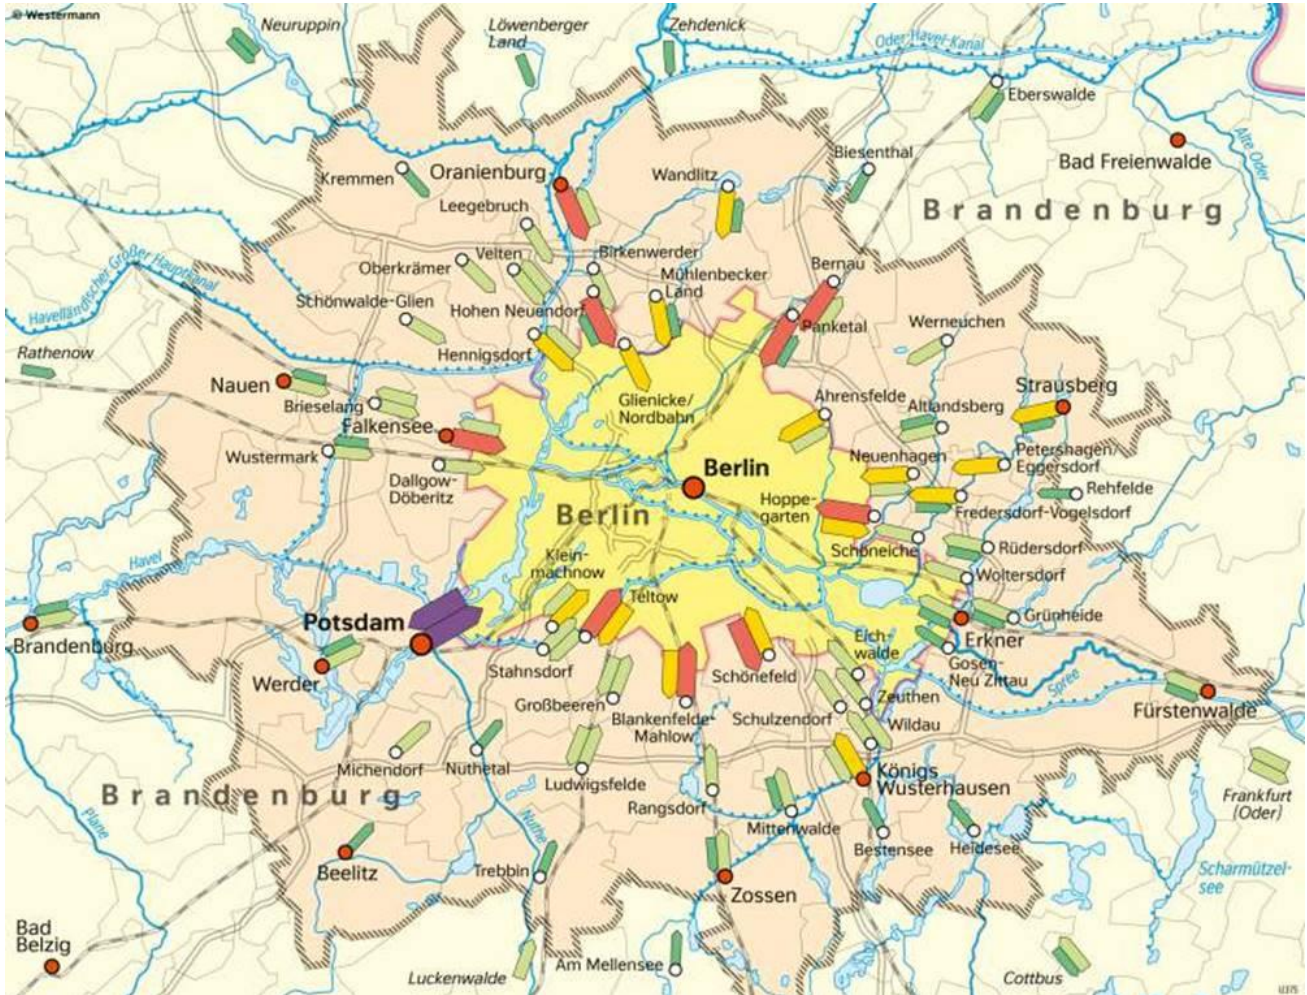 © Westermann
Neuruppin
Löwenberger
Land
Zehdenick
Oder-Havel-Kanal
Eberswalde
Alte Oder
Bad Freienwalde
Biesenthal
Kremmen
Oranienburg
Wandlitz
Brandenburg
Leegebruch
Velten
Birkenwerder
Oberkrämer
Mühlenbecker
Land
Bernau
Havelländischer Großer Hauptkanal
Schönwalde-Glien
Hohen Neuendorf
Panketal
Werneuchen
Hennigsdorf
Rathenow
Nauen
Brieselang
Glienicke/
Nordbahn
Ahrensfelde
Strausberg
Altlandsberg
Falkensee
Wustermark
Dallgow-
Döberitz
Berlin
Neuenhagen
Petershagen/
Eggersdorf
Rehfelde
Hoppe-
garten
Fredersdorf-Vogelsdorf
Berlin
Schöneiche
Rüdersdorf
Klein-
machnow
Woltersdorf
Havel
Teltow
Potsdam
Grünheide
Erkner
Brandenburg
Eich-
walde
Gosen-
Neu Zittau
Werder
Stahnsdorf
Schönefeld
Spree
Großbeeren
Blankenfelde-
Mahlow
Schulzendorf
Zeuthen
Wildau
Fürstenwalde
Michendorf
Nuthetal
Ludwigsfelde
Königs
Wusterhausen
Rangsdorf
Frankfurt
(Oder)
Brandenburg
Plane
Nuthe
Mittenwalde
Bestensee
Heidesee
Beelitz
Trebbin
Zossen
Scharmützel-
see
Bad
Belzig
Luckenwalde
Am Mellensee
Cottbus